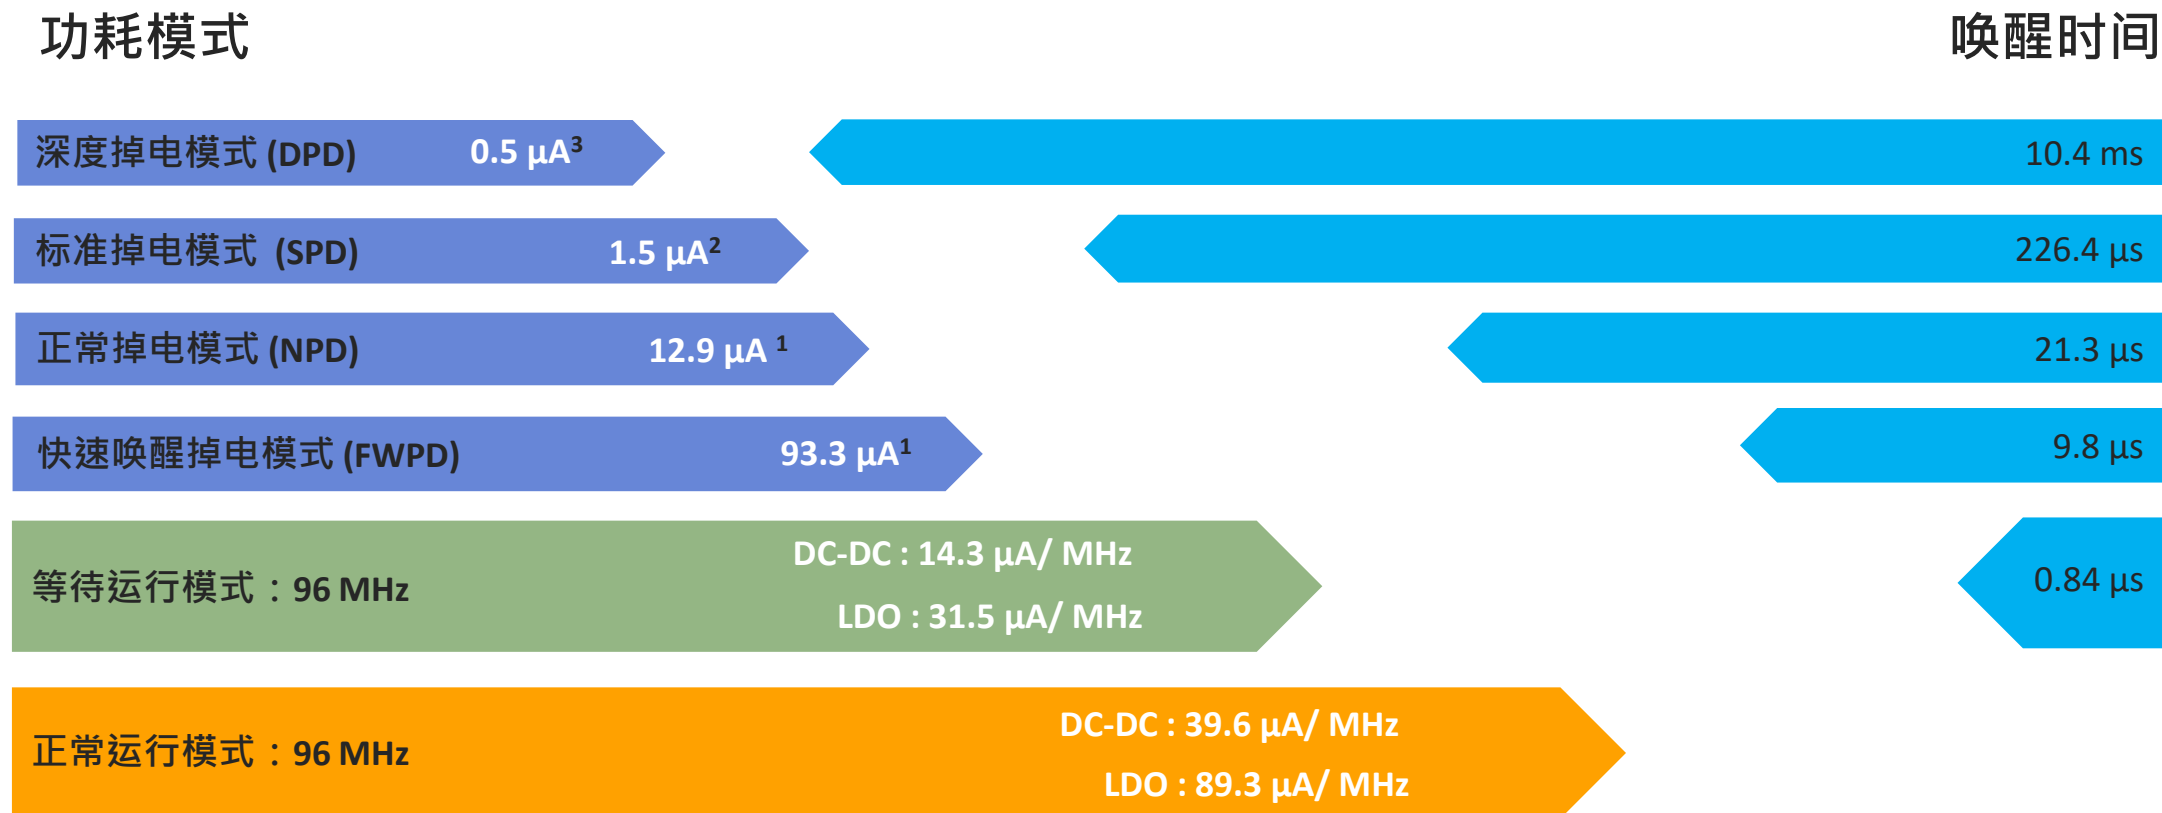 功耗模式 唤醒时间
深度掉电模式 (DPD) 0.5 μA³ 10.4 ms
标准掉电模式 (SPD) 1.5 μA² 226.4 μs
正常掉电模式 (NPD) 12.9 μA ¹ 21.3 μs
快速唤醒掉电模式 (FWPD) 93.3 μA¹ 9.8 μs
DC-DC : 14.3 μA/ MHz
等待运行模式：96 MHz 0.84 μs
LDO : 31.5 μA/ MHz
DC-DC : 39.6 μA/ MHz
正常运行模式：96 MHz
LDO : 89.3 μA/ MHz